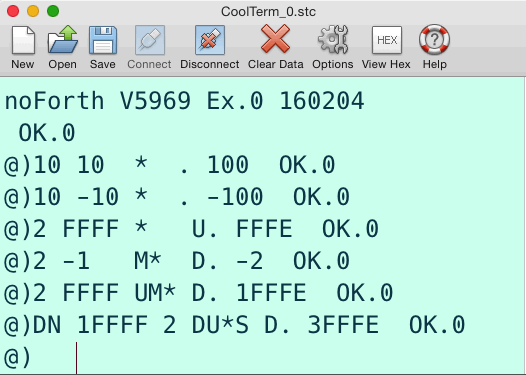 CoolTerm_0.stc
New Open Save Connect Disconnect Clear Data Options View Hex Help
HEX
noForth V5969 Ex.0 160204
OK.0
@)10 10 * . 100 OK.0
@)10 -10 * . -100 OK.0
@)2 FFFF * U. FFFE OK.0
@)2 -1 M* D. -2 OK.0
@)2 FFFF UM* D. 1FFFE OK.0
@)DN 1FFFF 2 DU*S D. 3FFFE OK.0
@)